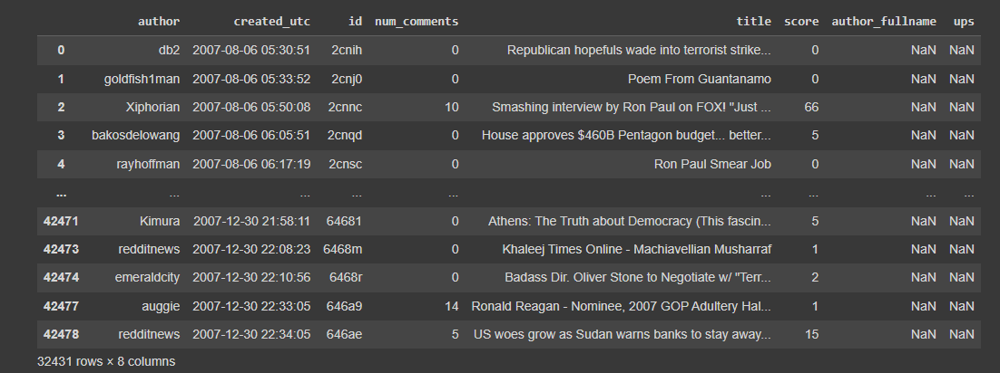 author created_utc id num_comments title score author_fullname ups
0 db2 2007-08-06 05:30:51 2cnih 0 Republican hopefuls wade into terrorist strike... 0 NaN NaN
1 goldfish1man 2007-08-06 05:33:52 2cnj0 0 Poem From Guantanamo 0 NaN NaN
2 Xiphorian 2007-08-06 05:50:08 2cnnc 10 Smashing interview by Ron Paul on FOX! "Just ... 66 NaN NaN
3 bakosdelowang 2007-08-06 06:05:51 2cnqd 0 House approves $460B Pentagon budget... better... 5 NaN NaN
4 rayhoffman 2007-08-06 06:17:19 2cnsc 0 Ron Paul Smear Job 0 NaN NaN
... ... ... ... ... ... ... ... ...
42471 Kimura 2007-12-30 21:58:11 64681 0 Athens: The Truth about Democracy (This fascin... 5 NaN NaN
42473 redditnews 2007-12-30 22:08:23 6468m 0 Khaleej Times Online - Machiavellian Musharraf 1 NaN NaN
42474 emeraldcity 2007-12-30 22:10:56 6468r 0 Badass Dir. Oliver Stone to Negotiate w/ "Terr... 2 NaN NaN
42477 auggie 2007-12-30 22:33:05 646a9 14 Ronald Reagan - Nominee, 2007 GOP Adultery Hal... 1 NaN NaN
42478 redditnews 2007-12-30 22:34:05 646ae 5 US woes grow as Sudan warns banks to stay away... 15 NaN NaN
32431 rows × 8 columns